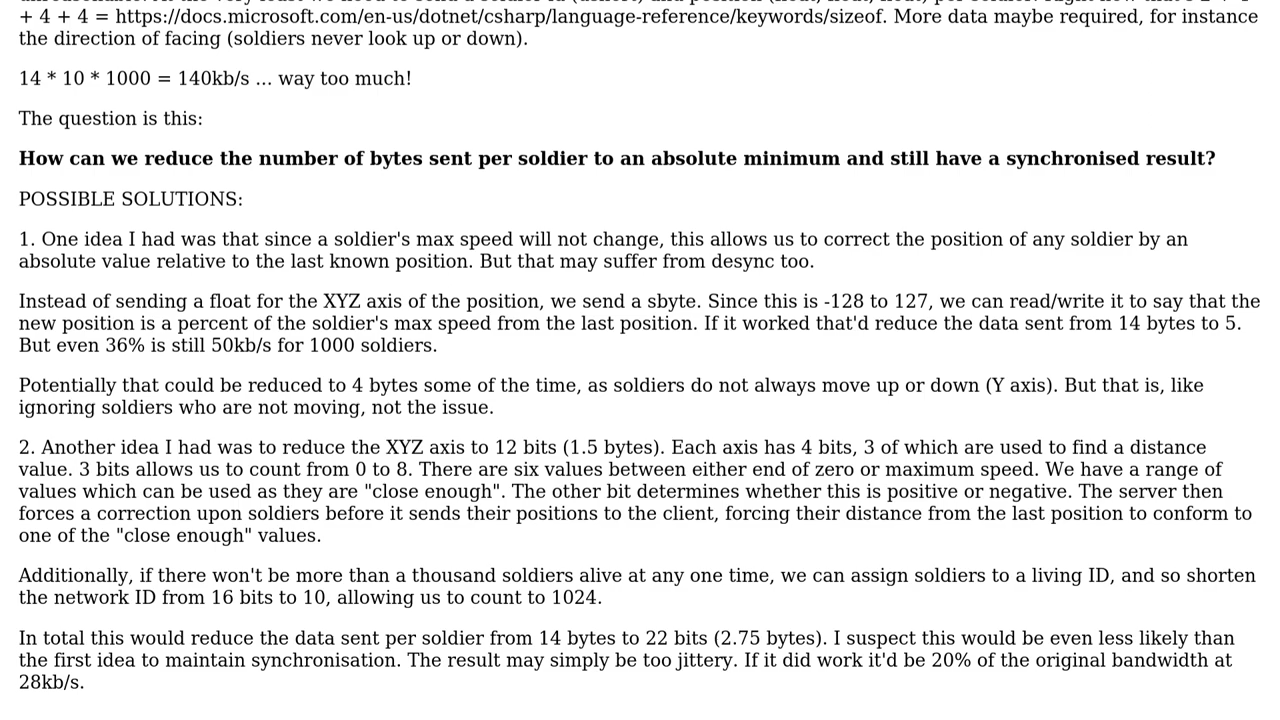 + 4 + 4 = https://docs.microsoft.com/en-us/dotnet/csharp/language-reference/keywords/sizeof. More data maybe required, for instance
the direction of facing (soldiers never look up or down).
14 * 10 * 1000 = 140kb/s ... way too much!
The question is this:
How can we reduce the number of bytes sent per soldier to an absolute minimum and still have a synchronised result?
POSSIBLE SOLUTIONS:
1. One idea I had was that since a soldier's max speed will not change, this allows us to correct the position of any soldier by an
absolute value relative to the last known position. But that may suffer from desync too.
Instead of sending a float for the XYZ axis of the position, we send a sbyte. Since this is -128 to 127, we can read/write it to say that the
new position is a percent of the soldier's max speed from the last position. If it worked that'd reduce the data sent from 14 bytes to 5.
But even 36% is still 50kb/s for 1000 soldiers.
Potentially that could be reduced to 4 bytes some of the time, as soldiers do not always move up or down (Y axis). But that is, like
ignoring soldiers who are not moving, not the issue.
2. Another idea I had was to reduce the XYZ axis to 12 bits (1.5 bytes). Each axis has 4 bits, 3 of which are used to find a distance
value. 3 bits allows us to count from 0 to 8. There are six values between either end of zero or maximum speed. We have a range of
values which can be used as they are "close enough". The other bit determines whether this is positive or negative. The server then
forces a correction upon soldiers before it sends their positions to the client, forcing their distance from the last position to conform to
one of the "close enough" values.
Additionally, if there won't be more than a thousand soldiers alive at any one time, we can assign soldiers to a living ID, and so shorten
the network ID from 16 bits to 10, allowing us to count to 1024.
In total this would reduce the data sent per soldier from 14 bytes to 22 bits (2.75 bytes). I suspect this would be even less likely than
the first idea to maintain synchronisation. The result may simply be too jittery. If it did work it'd be 20% of the original bandwidth at
28kb/s.